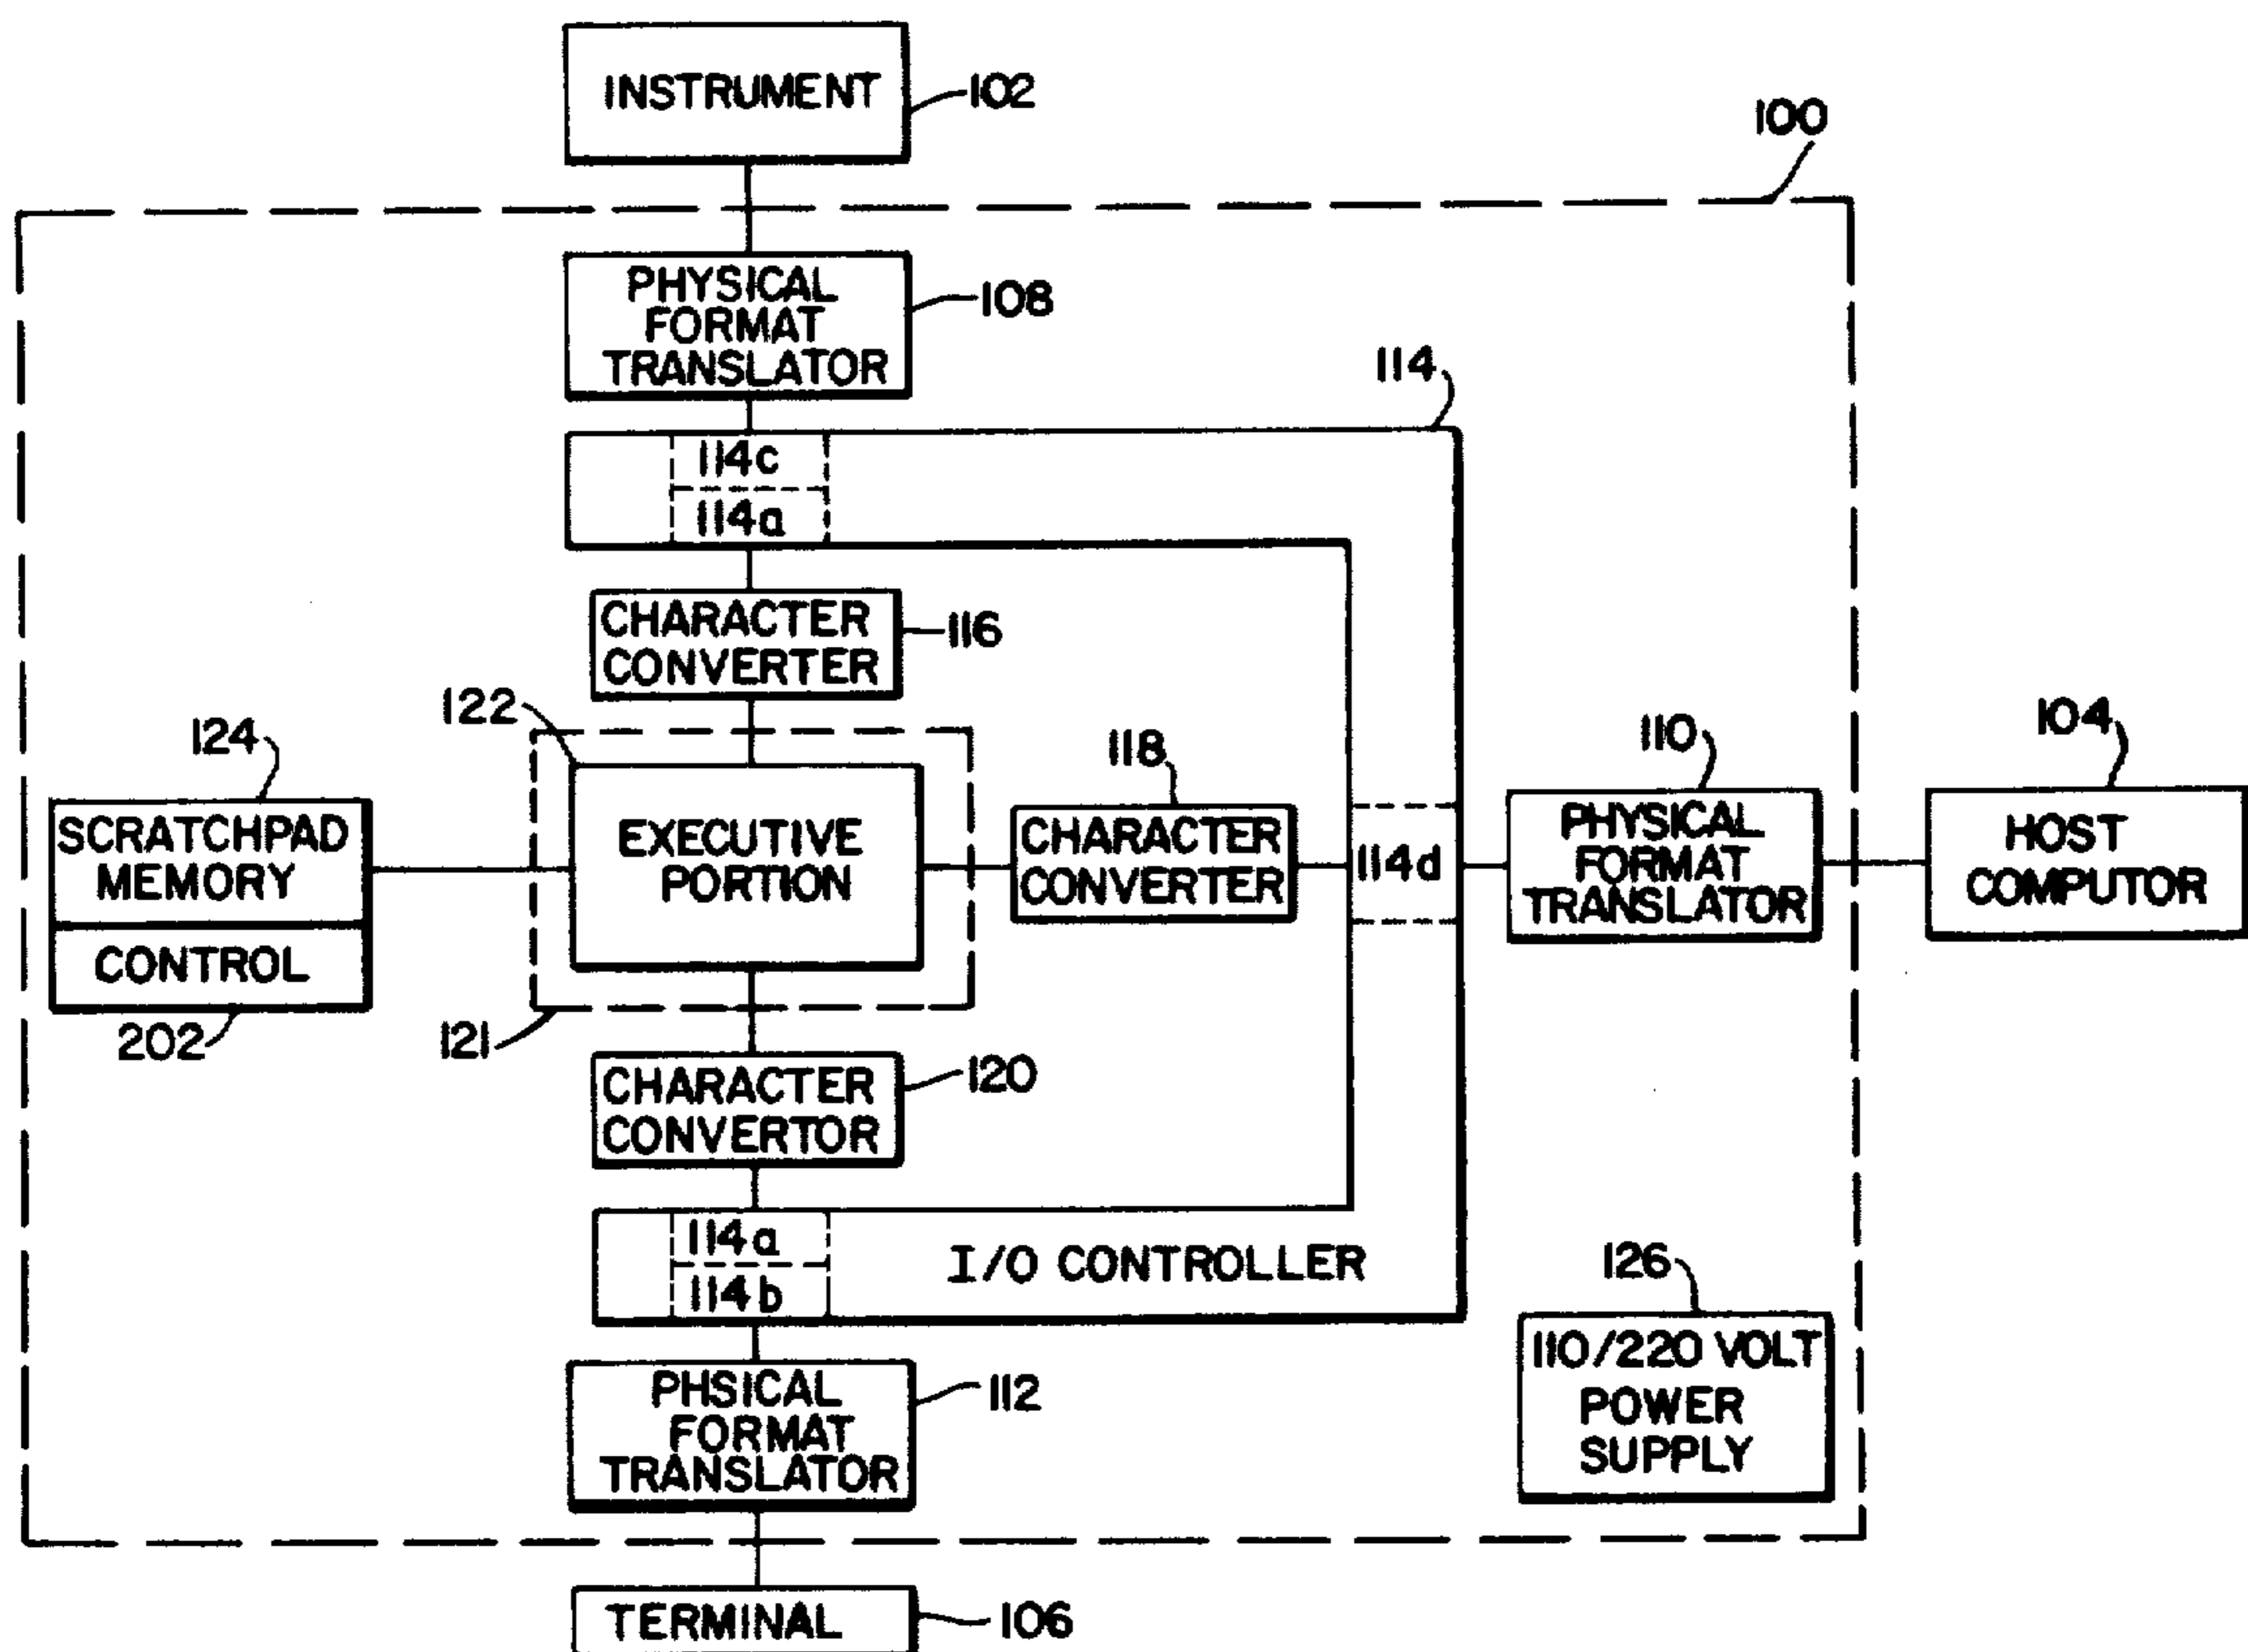 INSTRUMENT
102
100
PHYSICAL
FORMAT
TRANSLATOR
108
114
114c
114a
CHARACTER
CONVERTER
116
122
124
SCRATCHPAD
MEMORY
CONTROL
202
EXECUTIVE
PORTION
121
118
CHARACTER
CONVERTER
114d
110
PHYSICAL
FORMAT
TRANSLATOR
104
HOST
COMPUTOR
CHARACTER
CONVERTOR
120
114a
114b
I/O CONTROLLER
126
110/220 VOLT
POWER
SUPPLY
PHSICAL
FORMAT
TRANSLATOR
112
TERMINAL
106